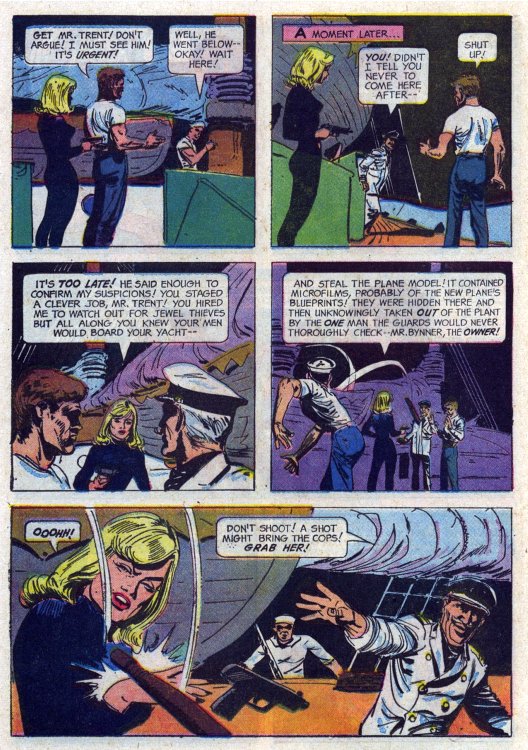 GET MR. TRENT! DON'T
ARGUE! I MUST SEE HIM!
IT'S URGENT!
WELL, HE
WENT BELOW--
OKAY! WAIT
HERE!
A MOMENT LATER...
YOU! DIDN'T
I TELL YOU
NEVER TO
COME HERE
AFTER--
SHUT
UP!
IT'S TOO LATE! HE SAID ENOUGH TO
CONFIRM MY SUSPICIONS! YOU STAGED
A CLEVER JOB, MR. TRENT! YOU HIRED
ME TO WATCH OUT FOR JEWEL THIEVES
BUT ALL ALONG YOU KNEW YOUR MEN
WOULD BOARD YOUR YACHT--
AND STEAL THE PLANE MODEL! IT CONTAINED
MICROFILMS, PROBABLY OF THE NEW PLANE'S
BLUEPRINTS! THEY WERE HIDDEN THERE AND
THEN UNKNOWINGLY TAKEN OUT OF THE PLANT
BY THE ONE MAN THE GUARDS WOULD NEVER
THOROUGHLY CHECK--MR. BYNNER, THE OWNER!
OOOHH!
DON'T SHOOT! A SHOT
MIGHT BRING THE COPS!
GRAB HER!